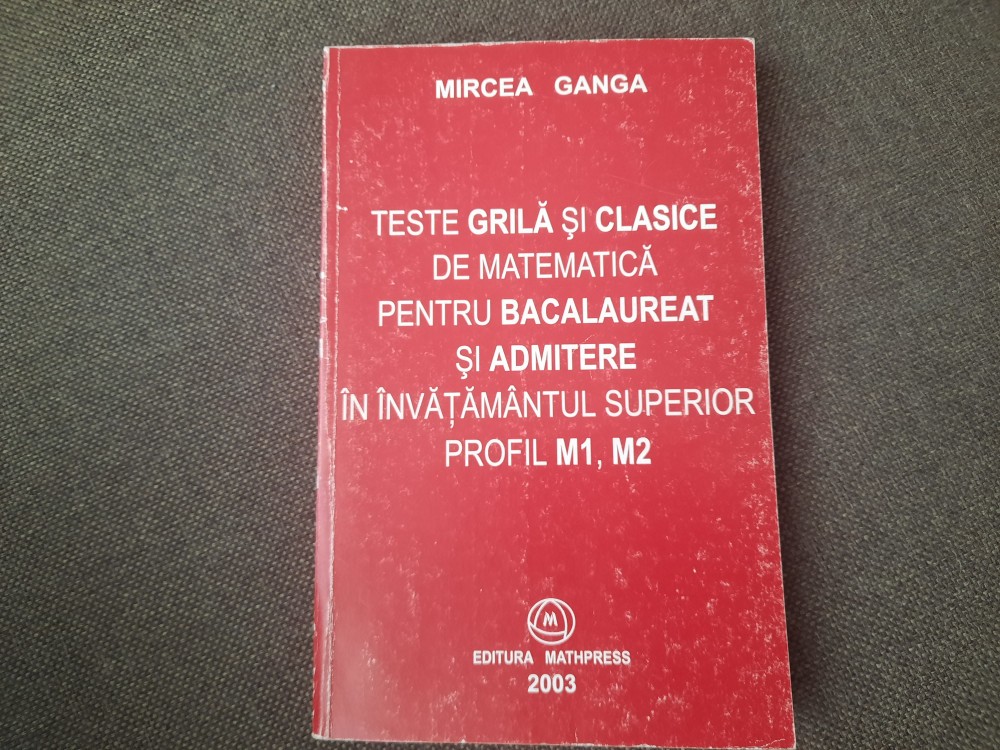 MIRCEA GANGA
TESTE GRILĂ ŞI CLASICE
DE MATEMATICĂ
PENTRU BACALAUREAT
ŞI ADMITERE
ÎN ÎNVĂŢĂMÂNTUL SUPERIOR
PROFIL M1, M2
M
EDITURA MATHPRESS
2003